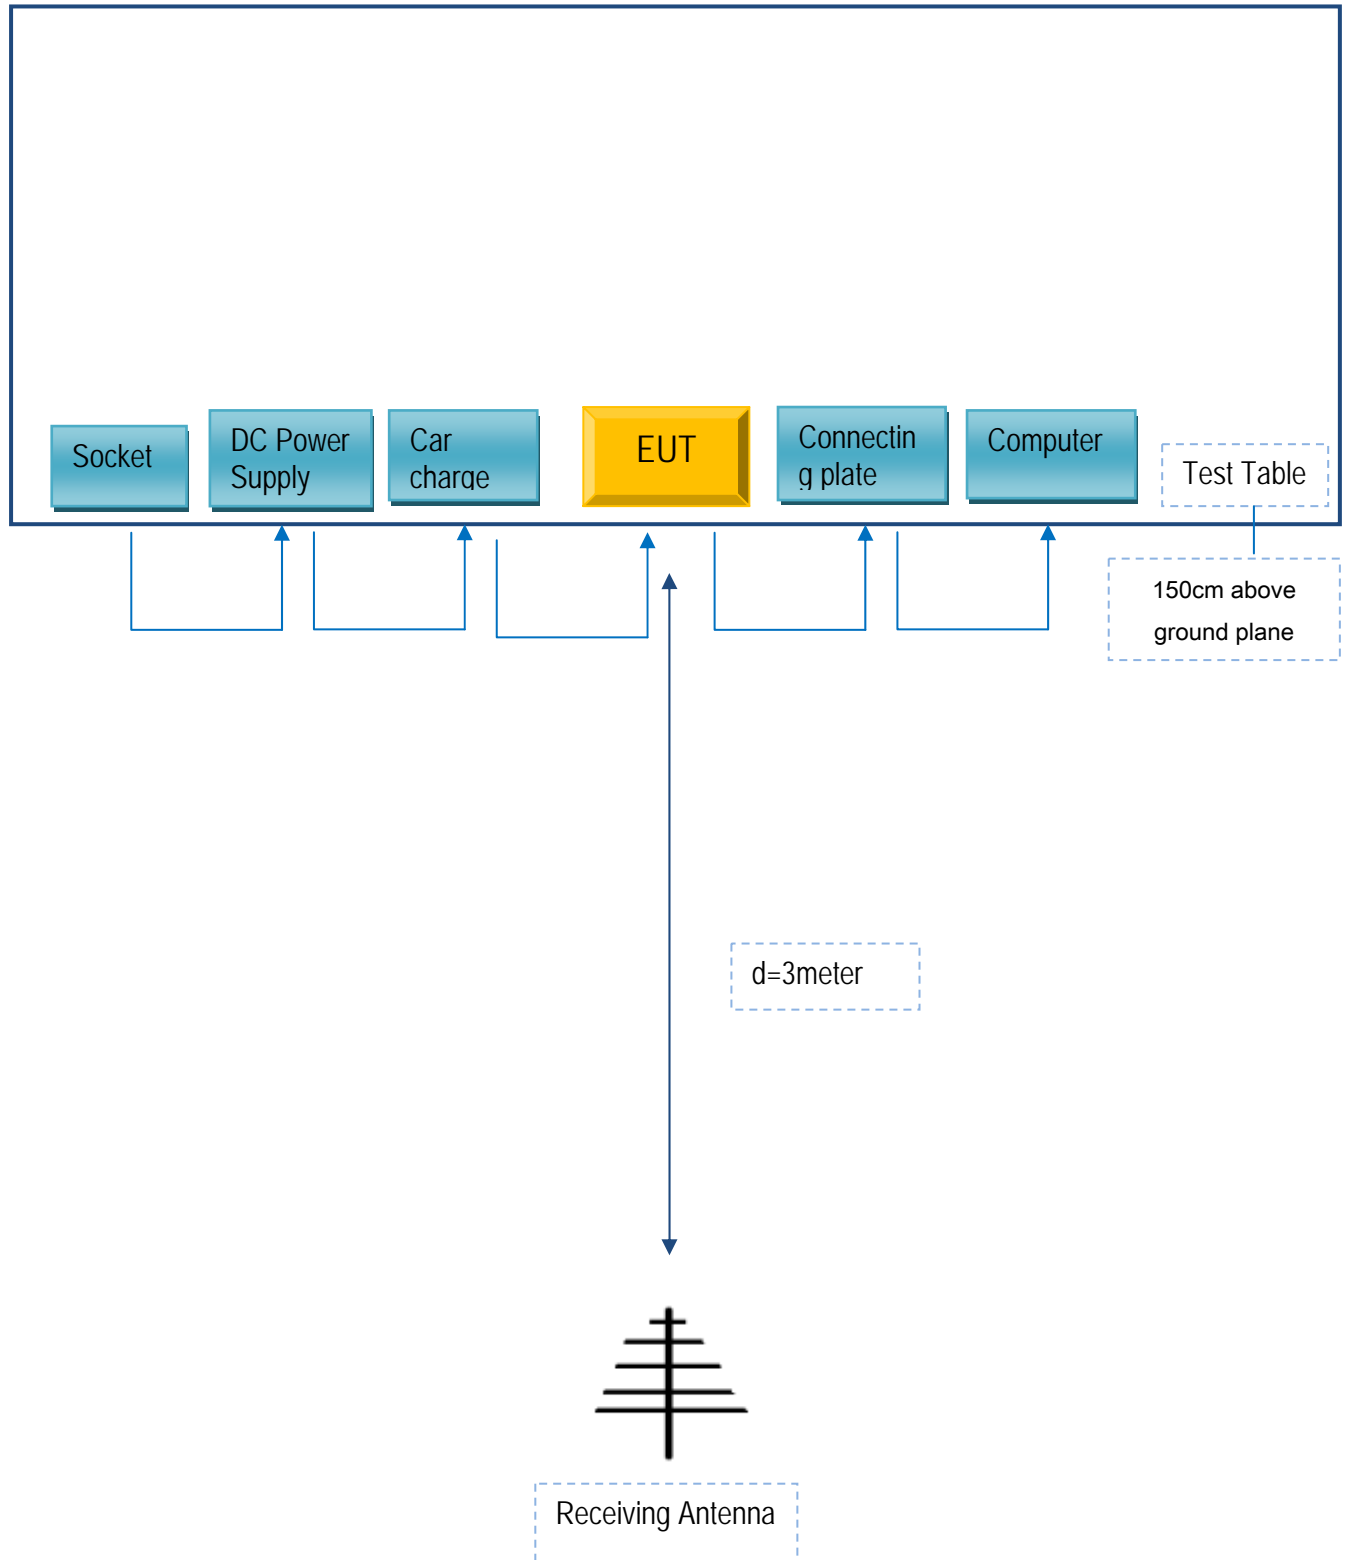 Socket
DC Power
Supply
Car
charge
EUT
Connectin
g plate
Computer
Test Table
150cm above
ground plane
d=3meter
Receiving Antenna